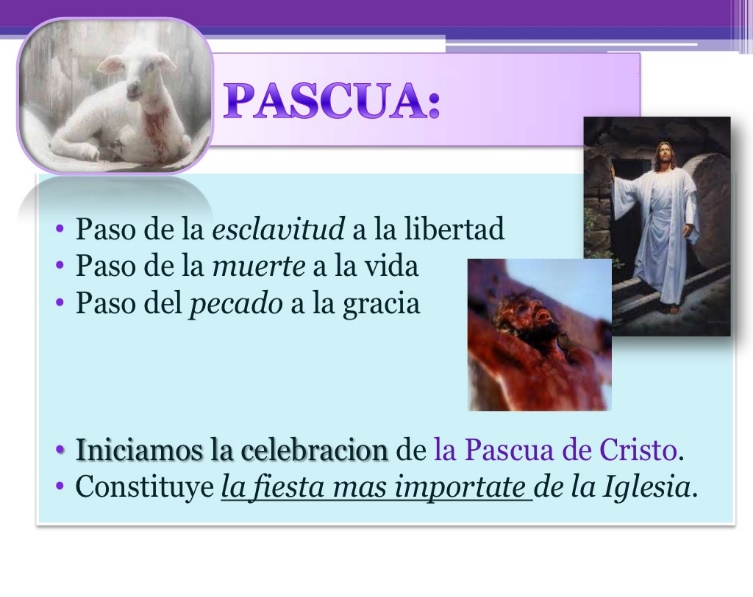 PASCUA:
• Paso de la esclavitud a la libertad
• Paso de la muerte a la vida
• Paso del pecado a la gracia
• Iniciamos la celebracion de la Pascua de Cristo.
• Constituye la fiesta mas importate de la Iglesia.